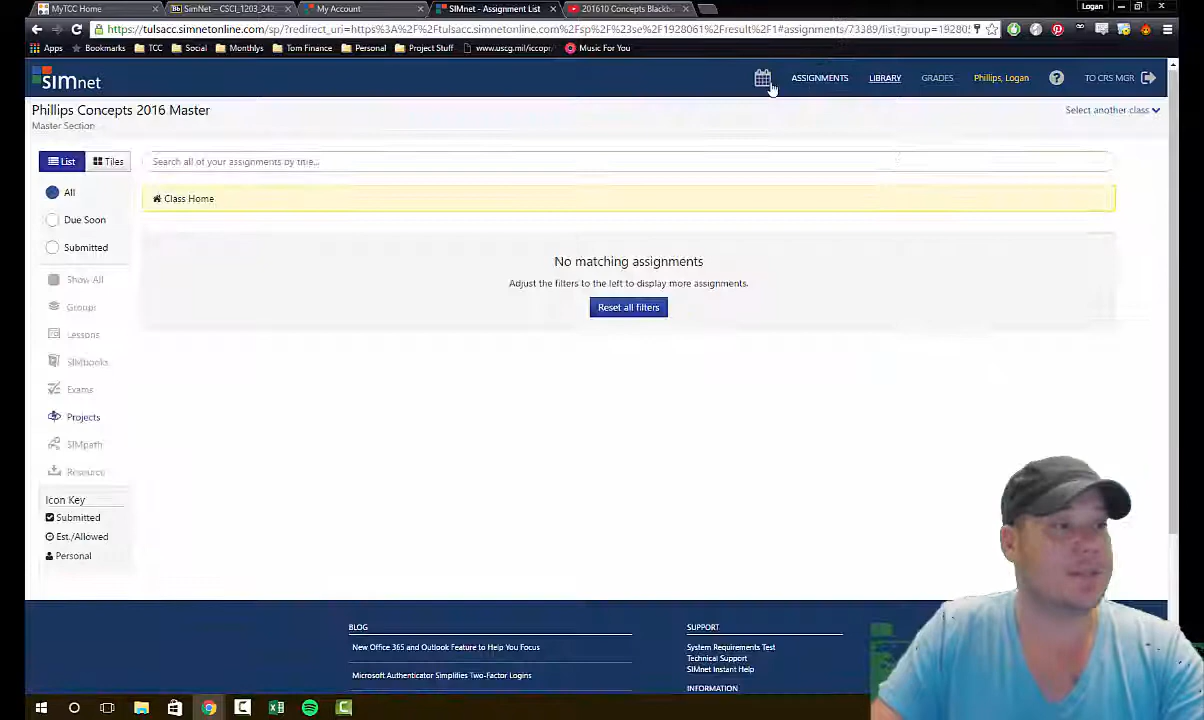 MyTCC Home
SimNet – CSCI_1203_242
My Account
SIMnet - Assignment List
201610 Concepts Blackbo
Logan
https://tulsacc.simnetonline.com/sp/?redirect_uri=https%3A%2F%2Ftulsacc.simnetonline.com%2Fsp%2F%23se%2F1928061%2Fresult%2F1#assignments/73389/list?group=19280
Apps
Bookmarks
TCC
Social
Monthlys
Tom Finance
Personal
Project Stuff
www.uscg.mil/iccopr
Music For You
simnet
ASSIGNMENTS
LIBRARY
GRADES
Phillips, Logan
?
TO CRS MGR
Phillips Concepts 2016 Master
Master Section
Select another class
List
Tiles
Search all of your assignments by title...
All
Class Home
Due Soon
Submitted
No matching assignments
Adjust the filters to the left to display more assignments.
Reset all filters
Show All
Groups
Lessons
SIMbooks
Exams
Projects
SIMpath
Resource
Icon Key
Submitted
Est./Allowed
Personal
BLOG
New Office 365 and Outlook Feature to Help You Focus
Microsoft Authenticator Simplifies Two-Factor Logins
SUPPORT
System Requirements Test
Technical Support
SIMnet Instant Help
INFORMATION